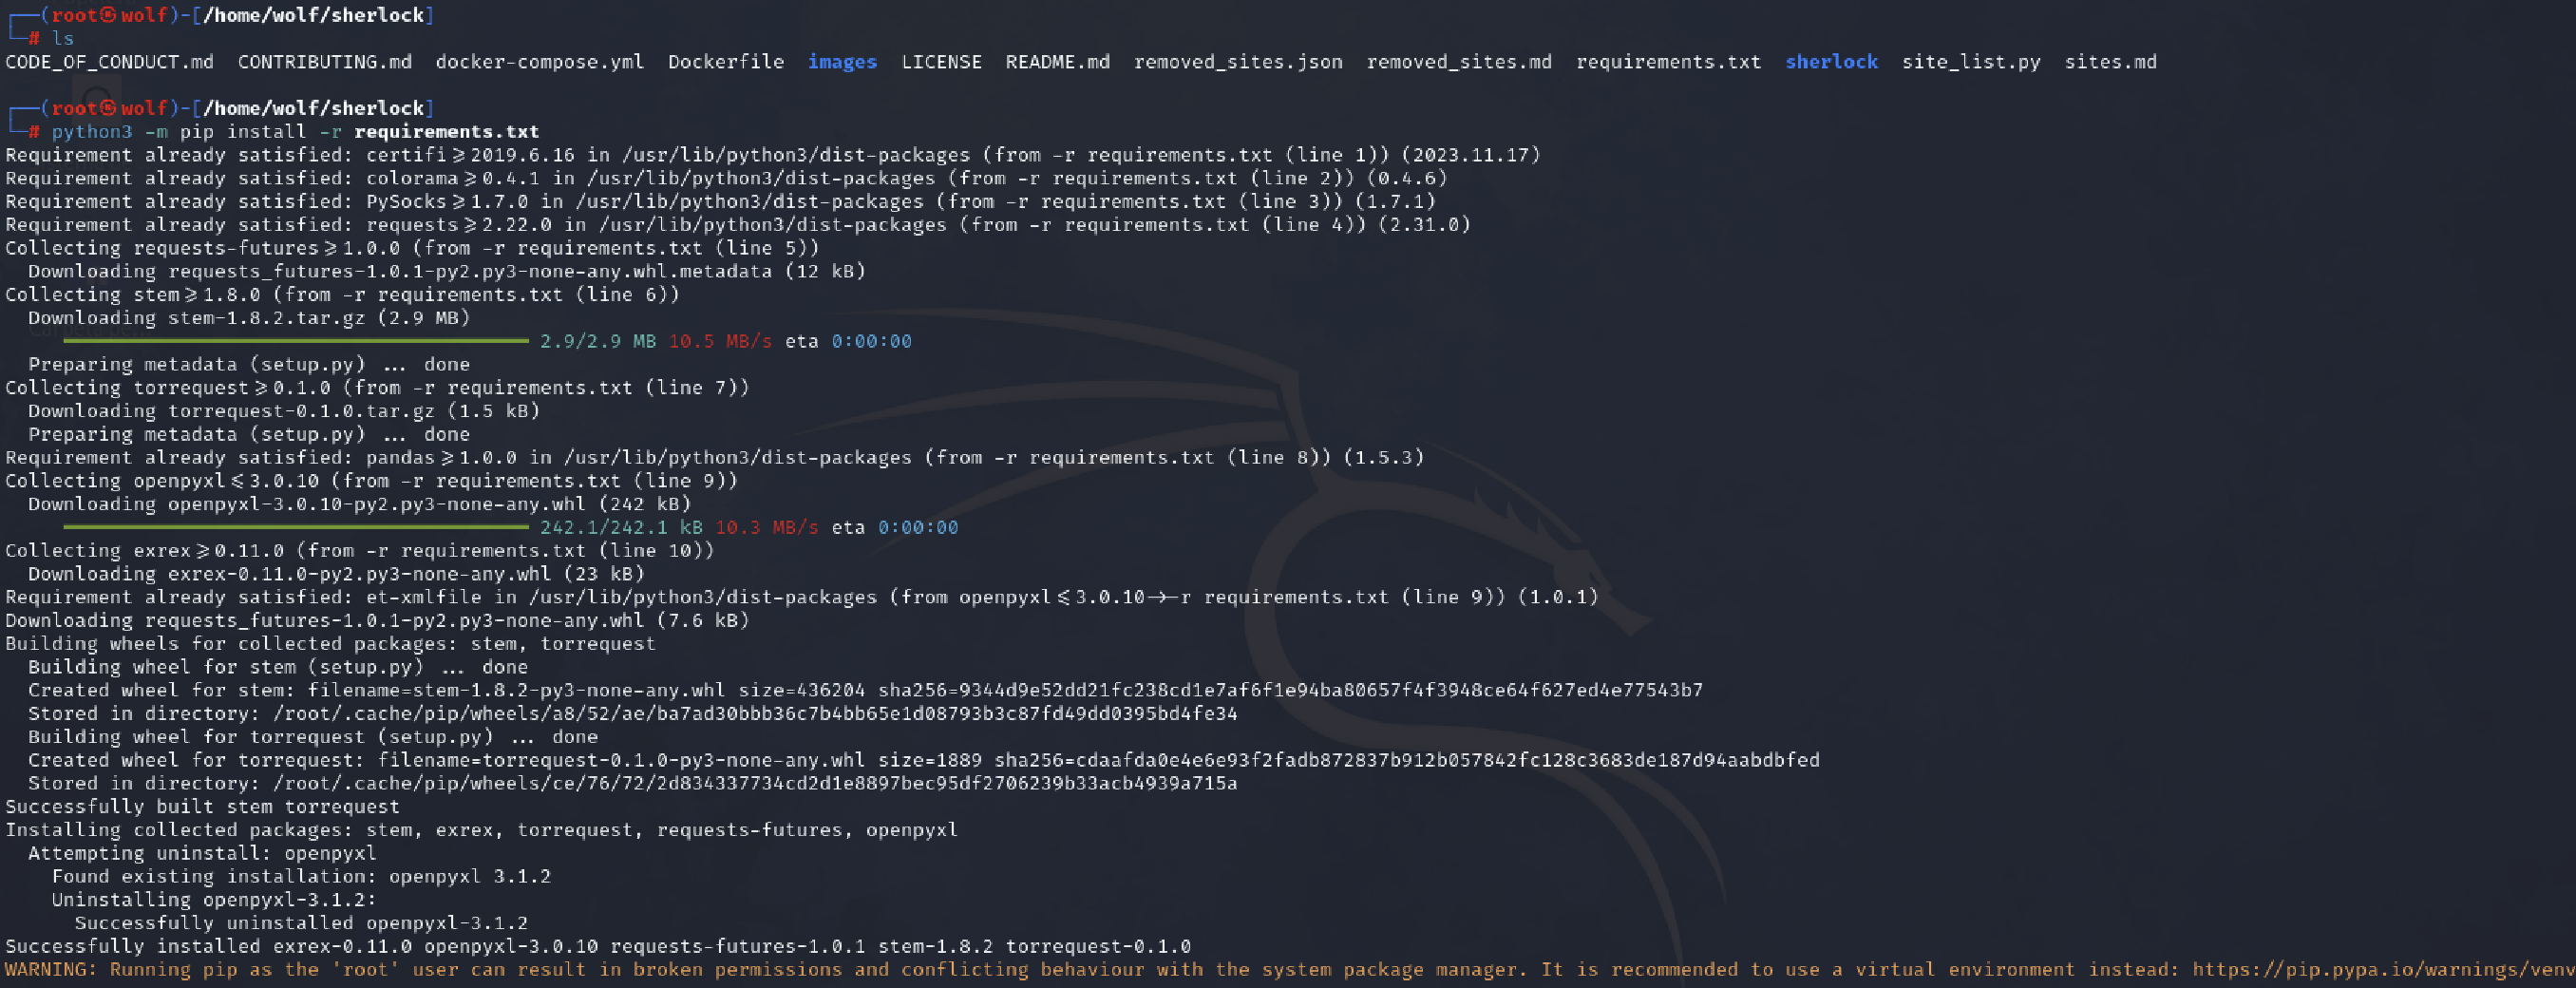 ┌──(root㉿wolf)-[/home/wolf/sherlock]
└─# ls
CODE_OF_CONDUCT.md  CONTRIBUTING.md  docker-compose.yml  Dockerfile  images  LICENSE  README.md  removed_sites.json  removed_sites.md  requirements.txt  sherlock  site_list.py  sites.md
┌──(root㉿wolf)-[/home/wolf/sherlock]
└─# python3 -m pip install -r requirements.txt
Requirement already satisfied: certifi≥2019.6.16 in /usr/lib/python3/dist-packages (from -r requirements.txt (line 1)) (2023.11.17)
Requirement already satisfied: colorama≥0.4.1 in /usr/lib/python3/dist-packages (from -r requirements.txt (line 2)) (0.4.6)
Requirement already satisfied: PySocks≥1.7.0 in /usr/lib/python3/dist-packages (from -r requirements.txt (line 3)) (1.7.1)
Requirement already satisfied: requests≥2.22.0 in /usr/lib/python3/dist-packages (from -r requirements.txt (line 4)) (2.31.0)
Collecting requests-futures≥1.0.0 (from -r requirements.txt (line 5))
  Downloading requests_futures-1.0.1-py2.py3-none-any.whl.metadata (12 kB)
Collecting stem≥1.8.0 (from -r requirements.txt (line 6))
  Downloading stem-1.8.2.tar.gz (2.9 MB)
2.9/2.9 MB 10.5 MB/s eta 0:00:00
  Preparing metadata (setup.py) ... done
Collecting torrequest≥0.1.0 (from -r requirements.txt (line 7))
  Downloading torrequest-0.1.0.tar.gz (1.5 kB)
  Preparing metadata (setup.py) ... done
Requirement already satisfied: pandas≥1.0.0 in /usr/lib/python3/dist-packages (from -r requirements.txt (line 8)) (1.5.3)
Collecting openpyxl≤3.0.10 (from -r requirements.txt (line 9))
  Downloading openpyxl-3.0.10-py2.py3-none-any.whl (242 kB)
242.1/242.1 kB 10.3 MB/s eta 0:00:00
Collecting exrex≥0.11.0 (from -r requirements.txt (line 10))
  Downloading exrex-0.11.0-py2.py3-none-any.whl (23 kB)
Requirement already satisfied: et-xmlfile in /usr/lib/python3/dist-packages (from openpyxl≤3.0.10→-r requirements.txt (line 9)) (1.0.1)
Downloading requests_futures-1.0.1-py2.py3-none-any.whl (7.6 kB)
Building wheels for collected packages: stem, torrequest
  Building wheel for stem (setup.py) ... done
  Created wheel for stem: filename=stem-1.8.2-py3-none-any.whl size=436204 sha256=9344d9e52dd21fc238cd1e7af6f1e94ba80657f4f3948ce64f627ed4e77543b7
  Stored in directory: /root/.cache/pip/wheels/a8/52/ae/ba7ad30bbb36c7b4bb65e1d08793b3c87fd49dd0395bd4fe34
  Building wheel for torrequest (setup.py) ... done
  Created wheel for torrequest: filename=torrequest-0.1.0-py3-none-any.whl size=1889 sha256=cdaafda0e4e6e93f2fadb872837b912b057842fc128c3683de187d94aabdbfed
  Stored in directory: /root/.cache/pip/wheels/ce/76/72/2d834337734cd2d1e8897bec95df2706239b33acb4939a715a
Successfully built stem torrequest
Installing collected packages: stem, exrex, torrequest, requests-futures, openpyxl
  Attempting uninstall: openpyxl
    Found existing installation: openpyxl 3.1.2
    Uninstalling openpyxl-3.1.2:
      Successfully uninstalled openpyxl-3.1.2
Successfully installed exrex-0.11.0 openpyxl-3.0.10 requests-futures-1.0.1 stem-1.8.2 torrequest-0.1.0
WARNING: Running pip as the 'root' user can result in broken permissions and conflicting behaviour with the system package manager. It is recommended to use a virtual environment instead: https://pip.pypa.io/warnings/venv